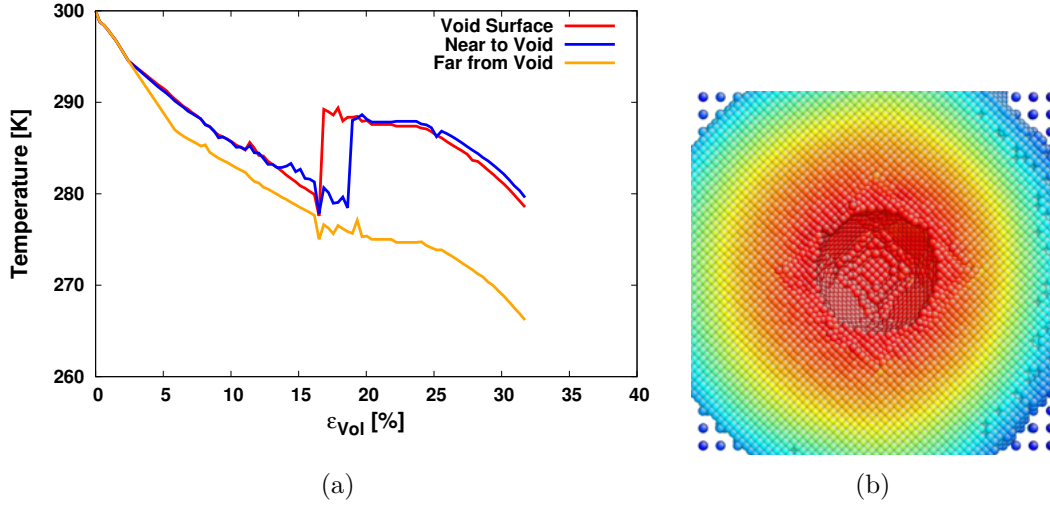 300
290
280
270
260
Temperature [K]
Void Surface
Near to Void
Far from Void
0 5 10 15 20 25 30 35 40
εVol [%]
(a) (b)